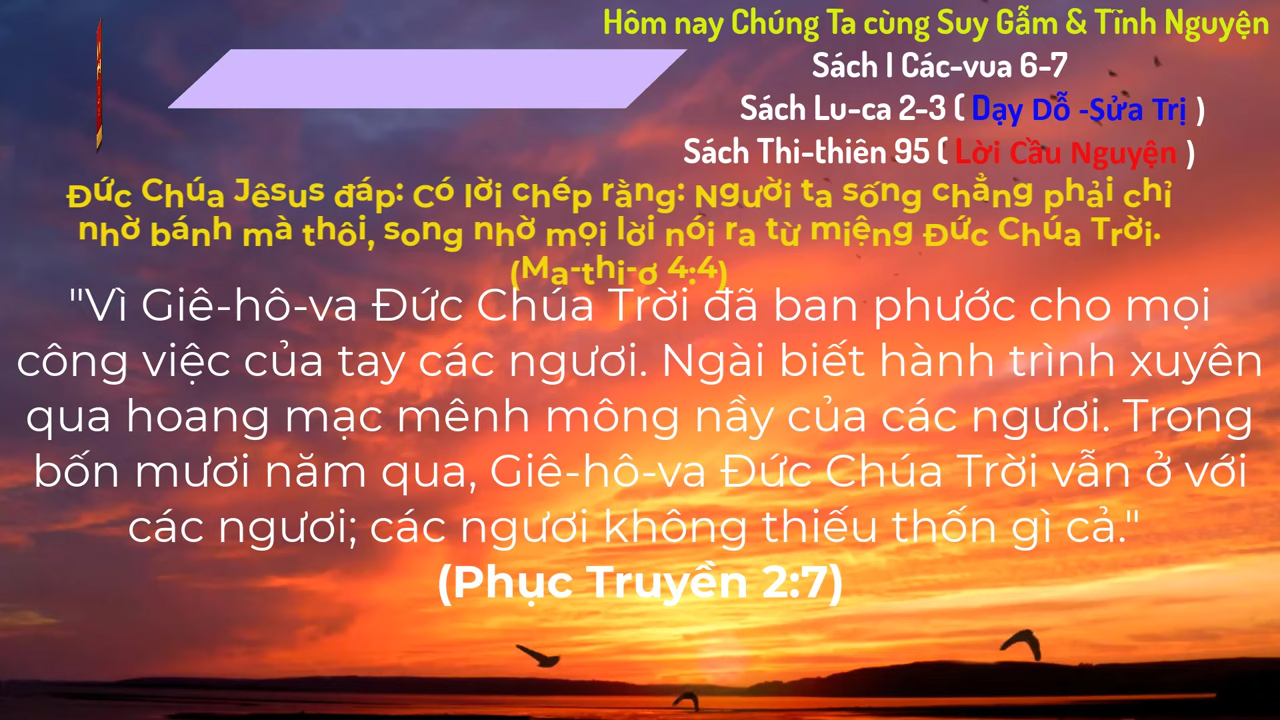 Hôm nay Chúng Ta cùng Suy Gẫm & Tĩnh Nguyện
Sách I Các-vua 6-7
Sách Lu-ca 2-3 ( Dạy Dỗ -Sửa Trị )
Sách Thi-thiên 95 ( Lời Cầu Nguyện )
Đức Chúa Jêsus đáp: Có lời chép rằng: Người ta sống chẳng phải chỉ
nhờ bánh mà thôi, song nhờ mọi lời nói ra từ miệng Đức Chúa Trời.
(Ma-thi-ơ 4:4)
"Vì Giê-hô-va Đức Chúa Trời đã ban phước cho mọi
công việc của tay các ngươi. Ngài biết hành trình xuyên
qua hoang mạc mênh mông nầy của các ngươi. Trong
bốn mươi năm qua, Giê-hô-va Đức Chúa Trời vẫn ở với
các ngươi; các ngươi không thiếu thốn gì cả."
(Phục Truyền 2:7)